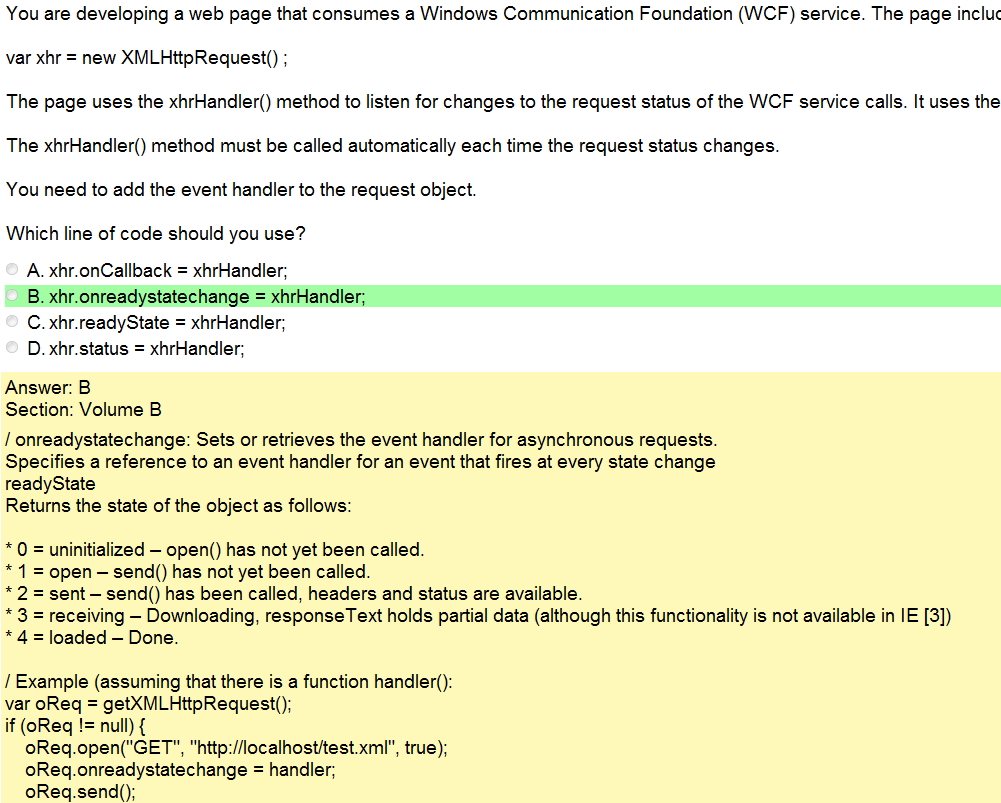 You are developing a web page that consumes a Windows Communication Foundation (WCF) service. The page
var xhr = new XMLHttpRequest() ;
The page uses the xhrHandler() method to listen for changes to the request status of the WCF service calls. It uses the
The xhrHandler() method must be called automatically each time the request status changes.
You need to add the event handler to the request object.
Which line of code should you use?
A. xhr.onCallback = xhrHandler;
B. xhr.onreadystatechange = xhrHandler;
C. xhr.readyState = xhrHandler;
D. xhr.status = xhrHandler;
Answer: B
Section: Volume B
/ onreadystatechange: Sets or retrieves the event handler for asynchronous requests.
Specifies a reference to an event handler for an event that fires at every state change
readyState
Returns the state of the object as follows:
* 0 = uninitialized – open() has not yet been called.
* 1 = open – send() has not yet been called.
* 2 = sent – send() has been called, headers and status are available.
* 3 = receiving – Downloading, responseText holds partial data (although this functionality is not available in IE [3])
* 4 = loaded – Done.
/ Example (assuming that there is a function handler():
var oReq = getXMLHttpRequest();
if (oReq != null) {
oReq.open("GET", "http://localhost/test.xml", true);
oReq.onreadystatechange = handler;
oReq.send();